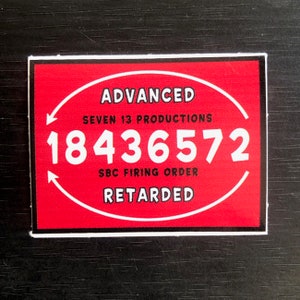 ADVANCED
SEVEN 13 PRODUCTIONS
18436572
SBC FIRING ORDER
RETARDED